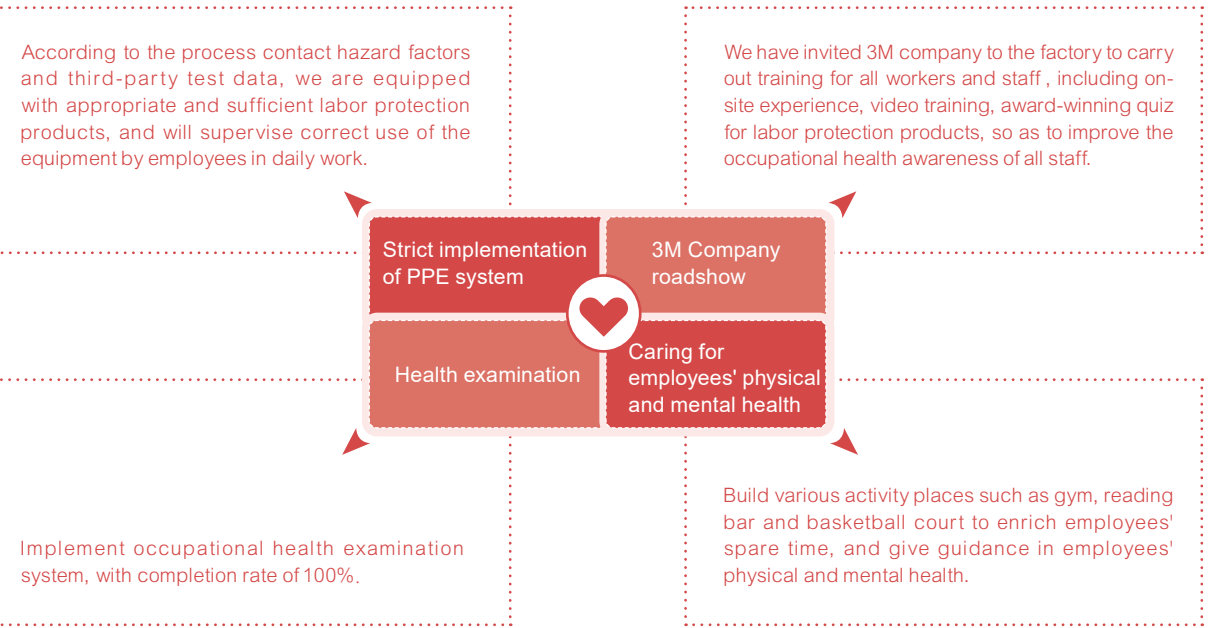 According to the process contact hazard factors
and third-party test data, we are equipped
with appropriate and sufficient labor protection
products, and will supervise correct use of the
equipment by employees in daily work.
We have invited 3M company to the factory to carry
out training for all workers and staff , including on-
site experience, video training, award-winning quiz
for labor protection products, so as to improve the
occupational health awareness of all staff.
Strict implementation
of PPE system
3M Company
roadshow
Health examination
Caring for
employees' physical
and mental health
Implement occupational health examination
system, with completion rate of 100%.
Build various activity places such as gym, reading
bar and basketball court to enrich employees'
spare time, and give guidance in employees'
physical and mental health.